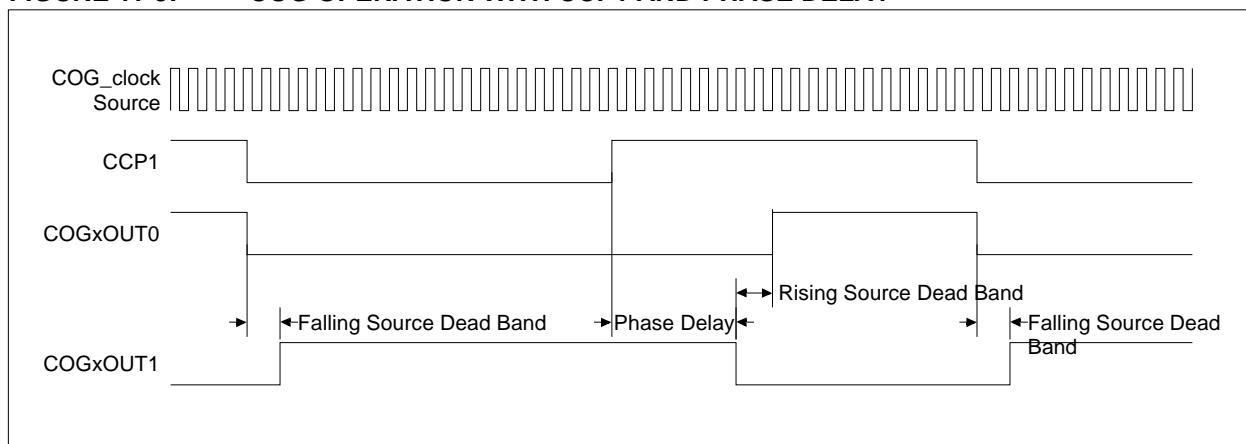 COG_clock
Source
CCP1
COGxOUT0
Rising Source Dead Band
Falling Source Dead Band
Phase Delay
Falling Source Dead
Band
COGxOUT1